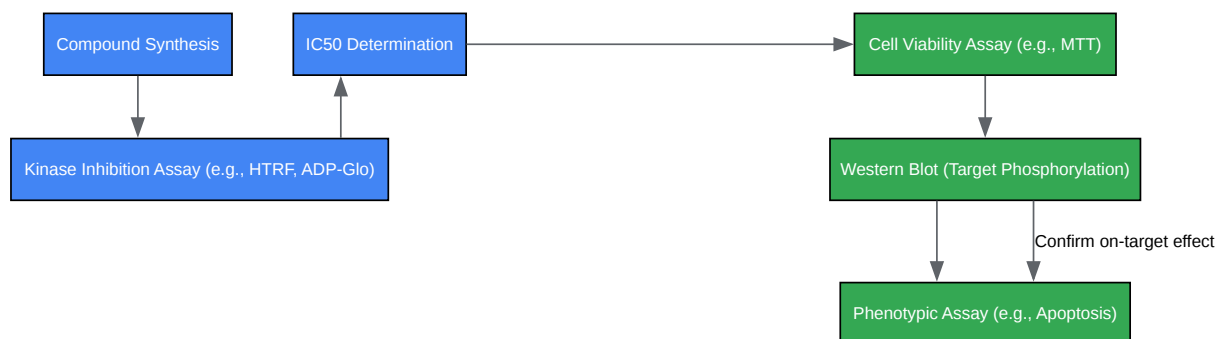 Compound Synthesis
IC50 Determination
Cell Viability Assay (e.g., MTT)
Kinase Inhibition Assay (e.g., HTRF, ADP-Glo)
Western Blot (Target Phosphorylation)
Confirm on-target effect
Phenotypic Assay (e.g., Apoptosis)